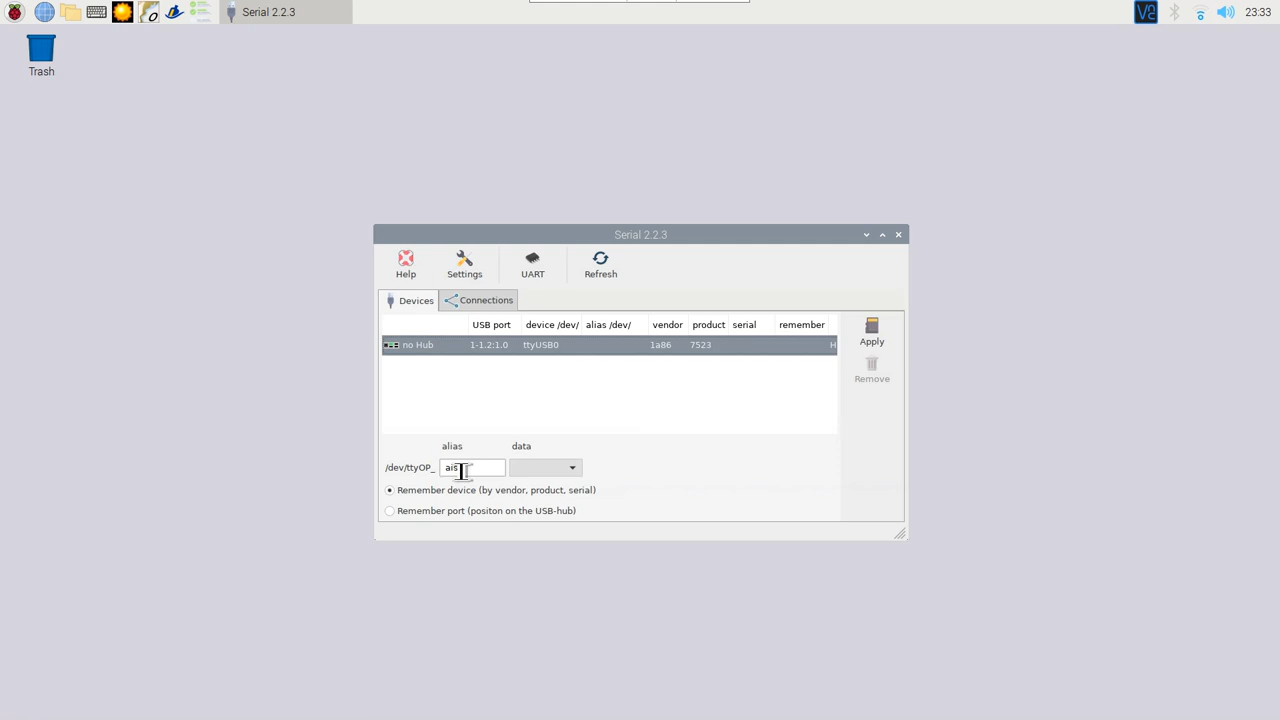 Serial 2.2.3
23:33
Trash
Serial 2.2.3
Help Settings UART Refresh
Devices Connections
USB port device /dev/ alias /dev/ vendor product serial remember
no Hub 1-1.2:1.0 ttyUSB0 1a86 7523 H
Apply
Remove
alias data
/dev/ttyOP_ ais
Remember device (by vendor, product, serial)
Remember port (positon on the USB-hub)